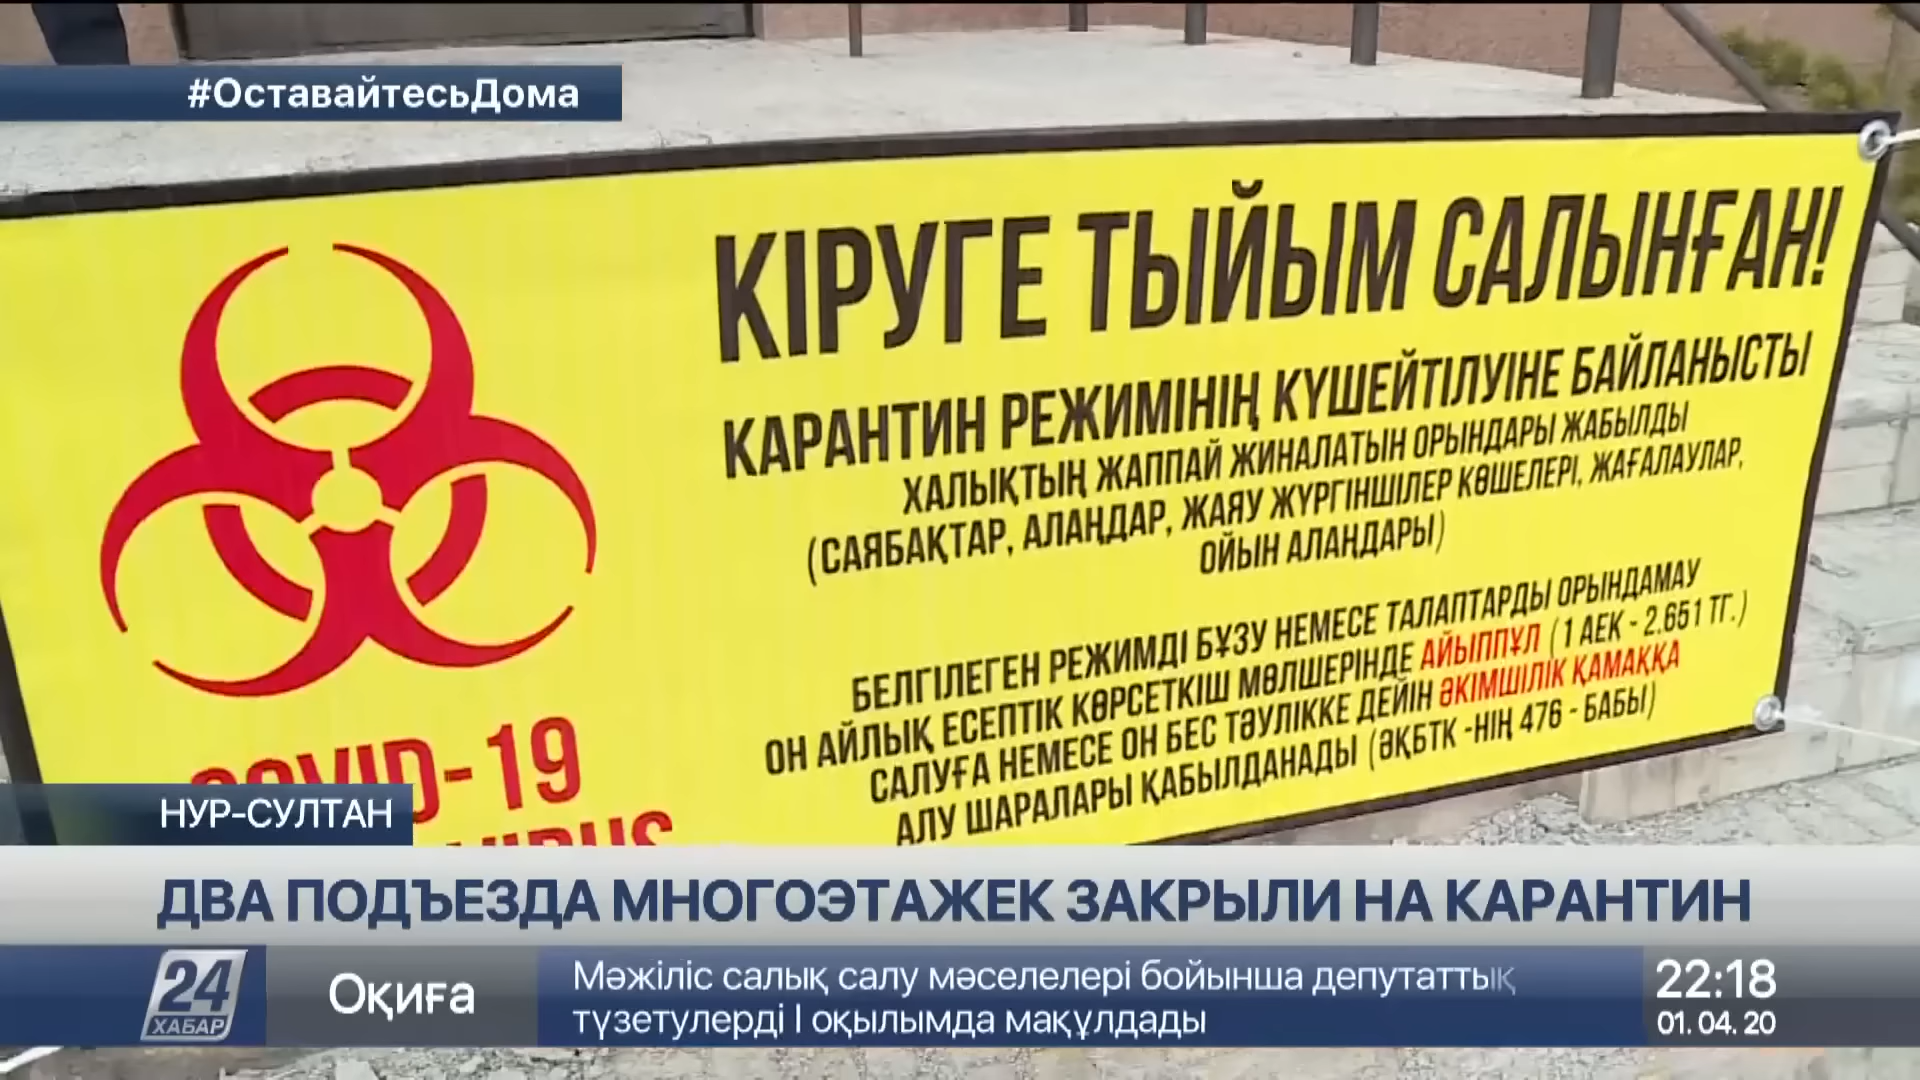 #ОставайтесьДома
КІРУГЕ ТЫЙЫМ САЛЫНҒАН!
КАРАНТИН РЕЖИМІНІҢ КҮШЕЙТІЛУІНЕ БАЙЛАНЫСТЫ
ХАЛЫҚТЫҢ ЖАППАЙ ЖИНАЛАТЫН ОРЫНДАРЫ ЖАБЫЛДЫ
(САЯБАҚТАР, АЛАҢДАР, ЖАЯУ ЖҮРГІНШІЛЕР КӨШЕЛЕРІ, ЖАҒАЛАУЛАР,
ОЙЫН АЛАҢДАРЫ)
БЕЛГІЛЕГЕН РЕЖИМДІ БҰЗУ НЕМЕСЕ ТАЛАПТАРДЫ ОРЫНДАМАУ
ОН АЙЛЫҚ ЕСЕПТІК КӨРСЕТКІШ МӨЛШЕРІНДЕ АЙЫППҰЛ (1 АЕК - 2.651 ТГ.)
САЛУҒА НЕМЕСЕ ОН БЕС ТӘУЛІККЕ ДЕЙІН ӘКІМШІЛІК ҚАМАҚҚА
АЛУ ШАРАЛАРЫ ҚАБЫЛДАНАДЫ (ӘҚБТК -НІҢ 476 - БАБЫ)
COVID-19
НУР-СУЛТАН
ДВА ПОДЪЕЗДА МНОГОЭТАЖЕК ЗАКРЫЛИ НА КАРАНТИН
24
ХАБАР
Оқиға
Мәжіліс салық салу мәселелері бойынша депутаттық
түзетулерді I оқылымда мақұлдады
22:18
01. 04. 20